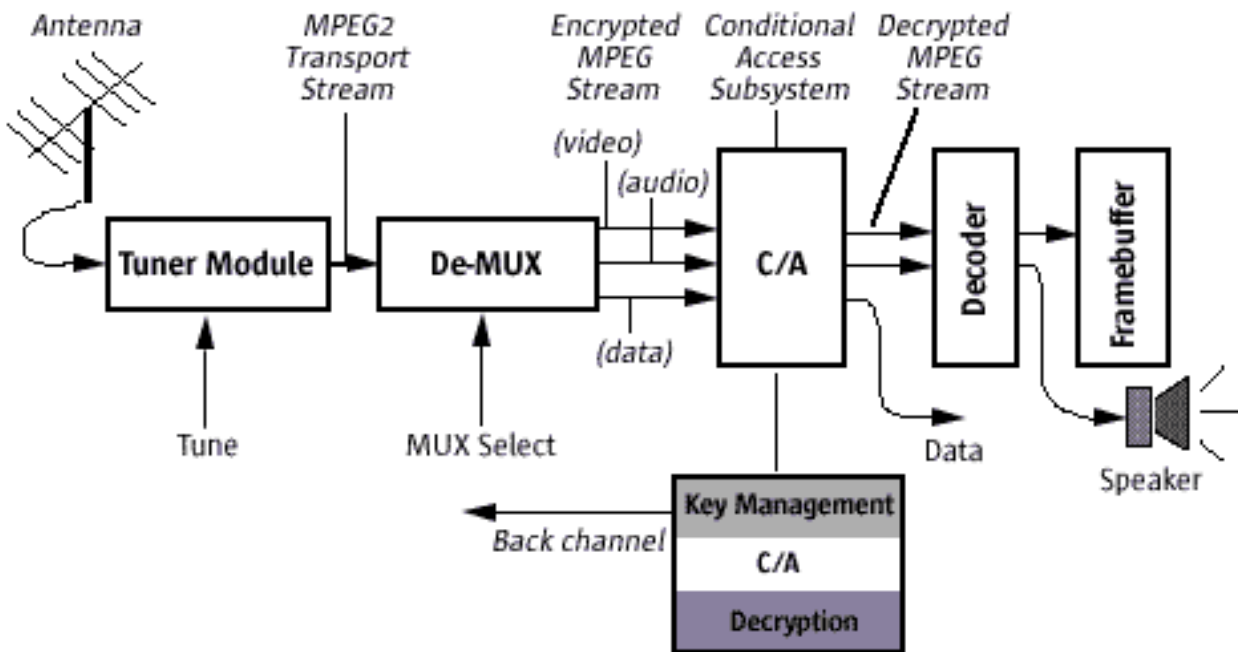 Antenna
MPEG2
Transport
Stream
Encrypted
MPEG
Stream
Conditional
Access
Subsystem
Decrypted
MPEG
Stream
(video)
(audio)
Tuner Module
De-MUX
C/A
Decoder
Framebuffer
(data)
Tune
MUX Select
Data
Speaker
Key Management
Back channel
C/A
Decryption